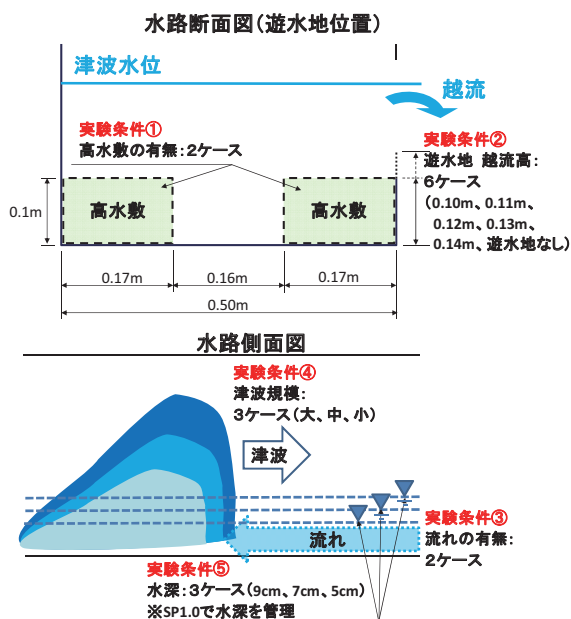 水路断面図(遊水地位置)
津波水位
越流
実験条件①
高水敷の有無:2ケース
実験条件②
遊水地 越流高:
6ケース
(0.10m、0.11m、
0.12m、0.13m、
0.14m、遊水地なし)
0.1m
高水敷
高水敷
0.17m
0.16m
0.17m
0.50m
水路側面図
実験条件④
津波規模:
3ケース(大、中、小)
津波
実験条件③
流れの有無:
2ケース
流れ
実験条件⑤
水深:3ケース(9cm、7cm、5cm)
※SP1.0で水深を管理